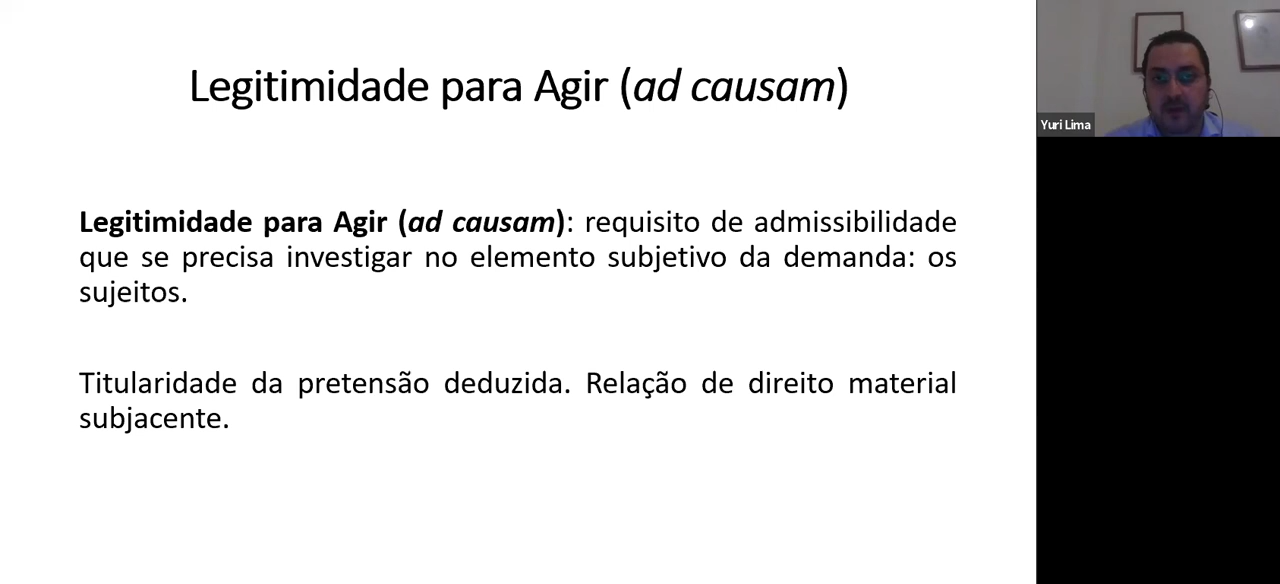 Legitimidade para Agir (ad causam)
Yuri Lima
Legitimidade para Agir (ad causam): requisito de admissibilidade
que se precisa investigar no elemento subjetivo da demanda: os
sujeitos.
Titularidade da pretensão deduzida. Relação de direito material
subjacente.